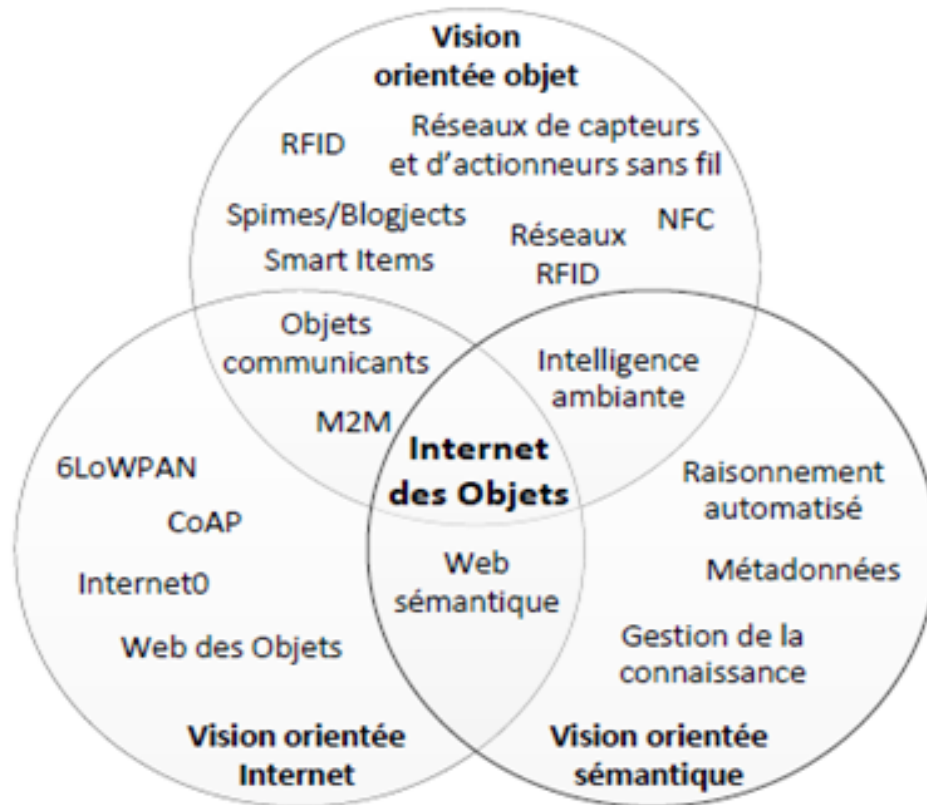 Vision
orientée objet
RFID
Réseaux de capteurs
et d'actionneurs sans fil
Spimes/Blogjects
Smart Items
Réseaux
RFID
NFC
Objets
communicants
M2M
Intelligence
ambiante
Internet
des Objets
6LoWPAN
CoAP
Internet0
Web des Objets
Web
sémantique
Raisonnement
automatisé
Métadonnées
Gestion de la
connaissance
Vision orientée
Internet
Vision orientée
sémantique